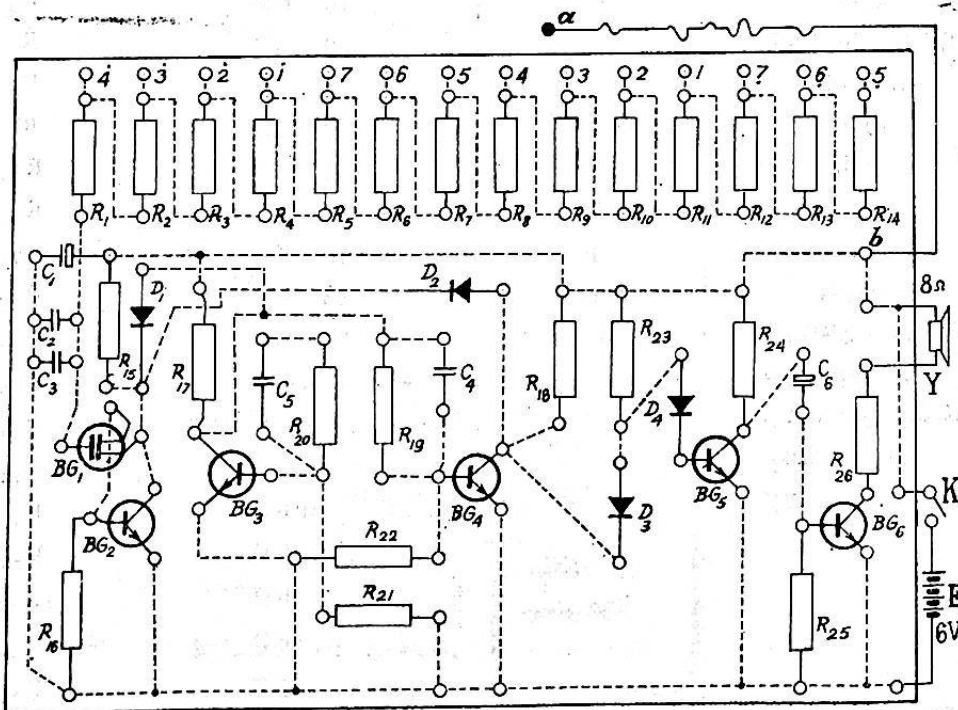 a
4̇ 3̇ 2̇ 1̇ 7 6 5 4 3 2 1 7̣ 6̣ 5̣
R1 R2 R3 R4 R5 R6 R7 R8 R9 R10 R11 R12 R13 R14
b
C1 D1 D2 8Ω
C2 R23 R24
C3 R15 R17 C5 C4 R18 D4 C6 Y
R20 R19
BG1 BG3 BG4 BG5 R26 K
BG2 D3 BG6
R22
R21 E
R16 R25 6V